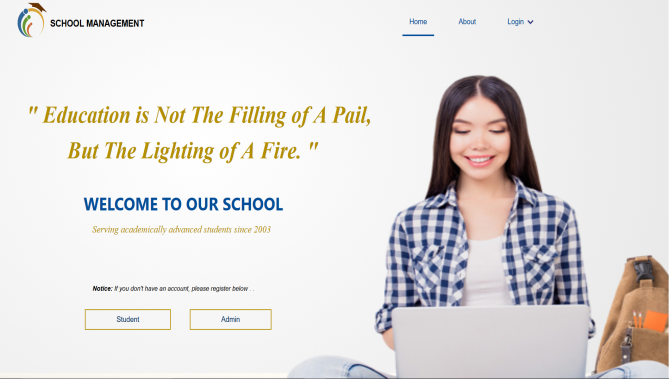 SCHOOL MANAGEMENT
Home About Login
" Education is Not The Filling of A Pail,
But The Lighting of A Fire. "
WELCOME TO OUR SCHOOL
Serving academically advanced students since 2003
Notice: If you don't have an account, please register below . .
Student Admin